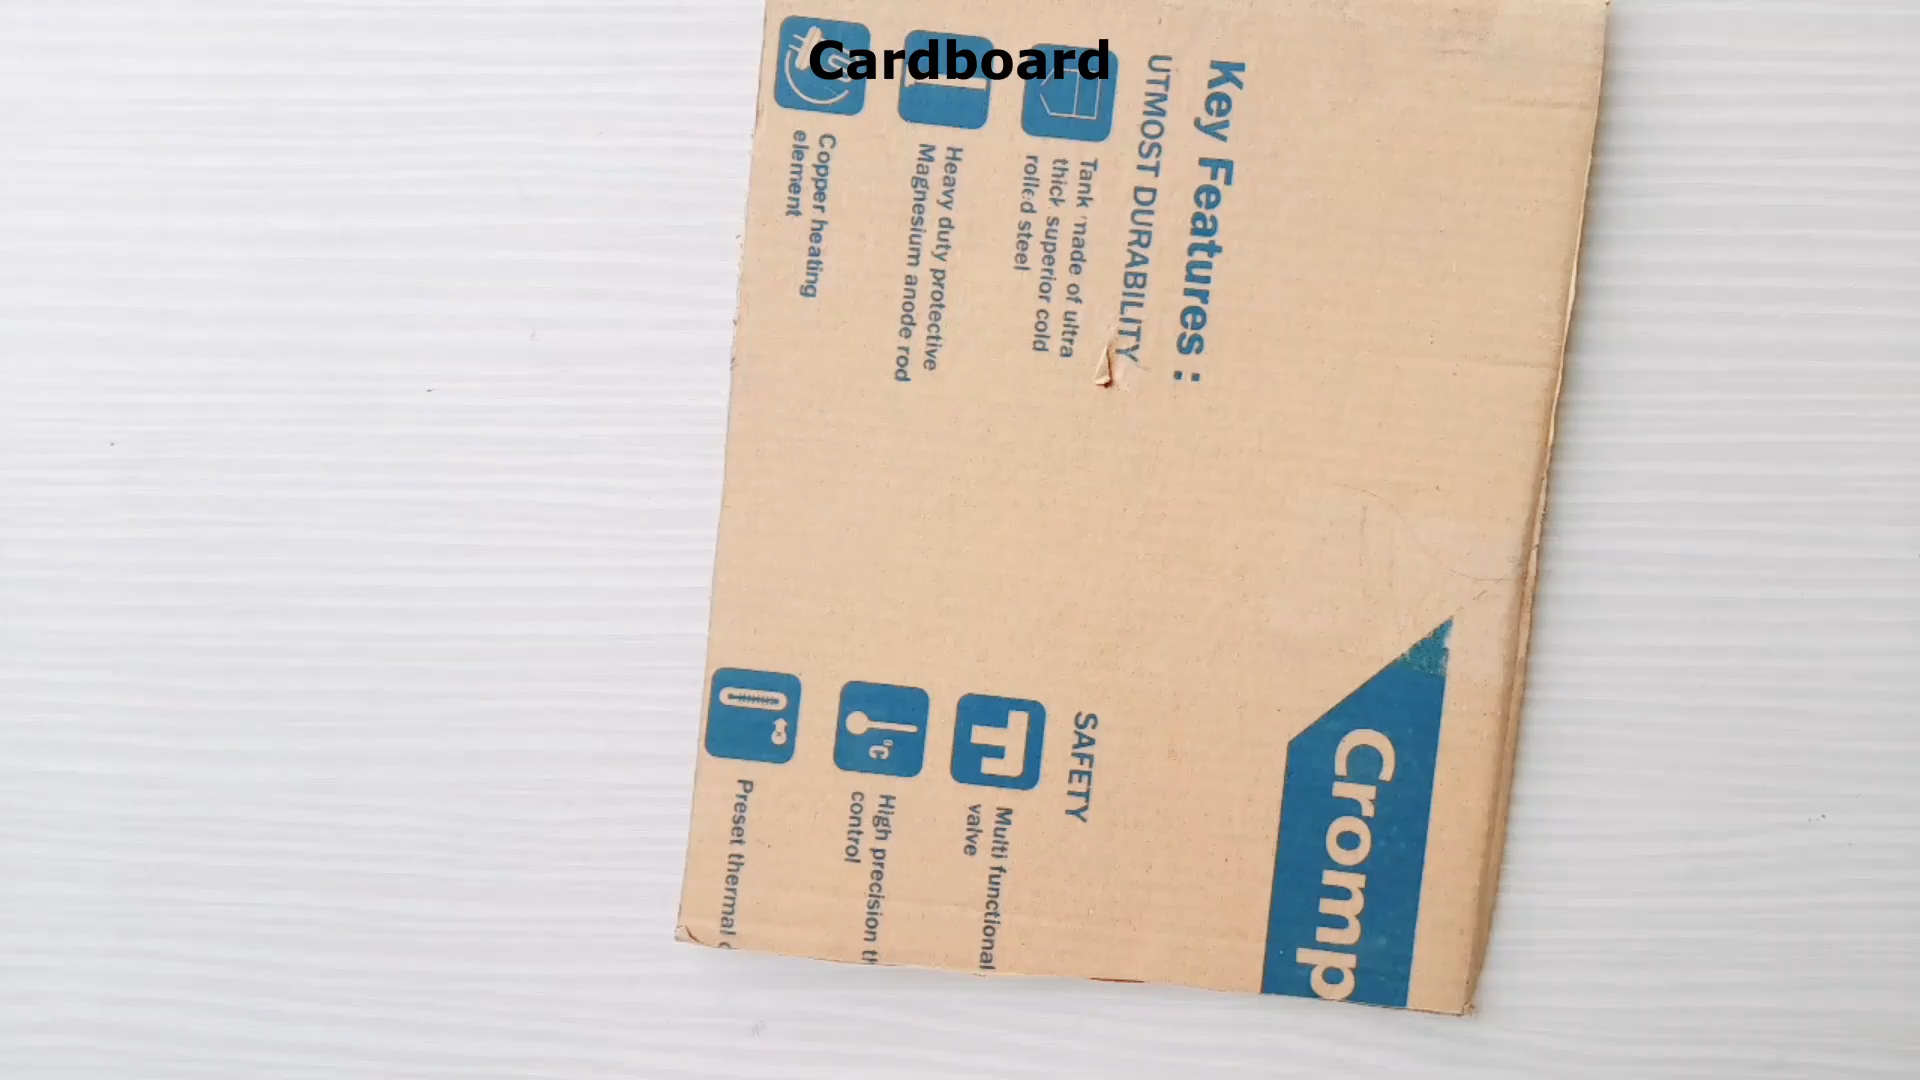 Cardboard
Key Features :
UTMOST DURABILITY
Tank made of ultra
thick superior cold
rolled steel
Heavy duty protective
Magnesium anode rod
Copper heating
element
Cromp
SAFETY
Multi functional
valve
°C
High precision th
control
Preset thermal c